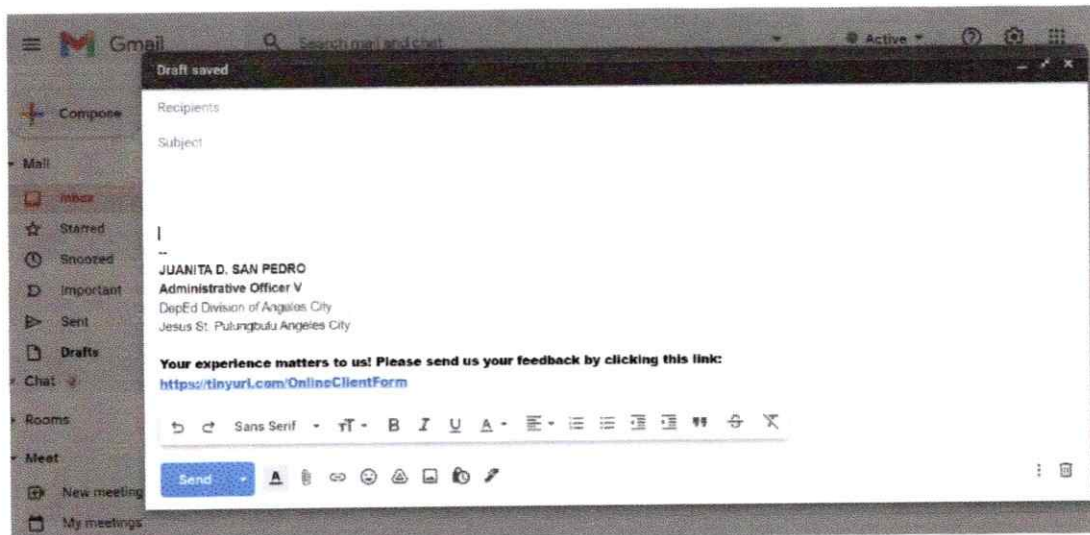 Gmail
Search mail and chat
Active
Draft saved
Compose
Recipients
Subject
Mail
Inbox
Starred
Snoozed
Important
Sent
Drafts
Chat
Rooms
Meet
New meeting
My meetings
--
JUANITA D. SAN PEDRO
Administrative Officer V
DepEd Division of Angeles City
Jesus St. Pulungbulu Angeles City
Your experience matters to us! Please send us your feedback by clicking this link:
https://tinyurl.com/OnlineClientForm
Sans Serif
Send